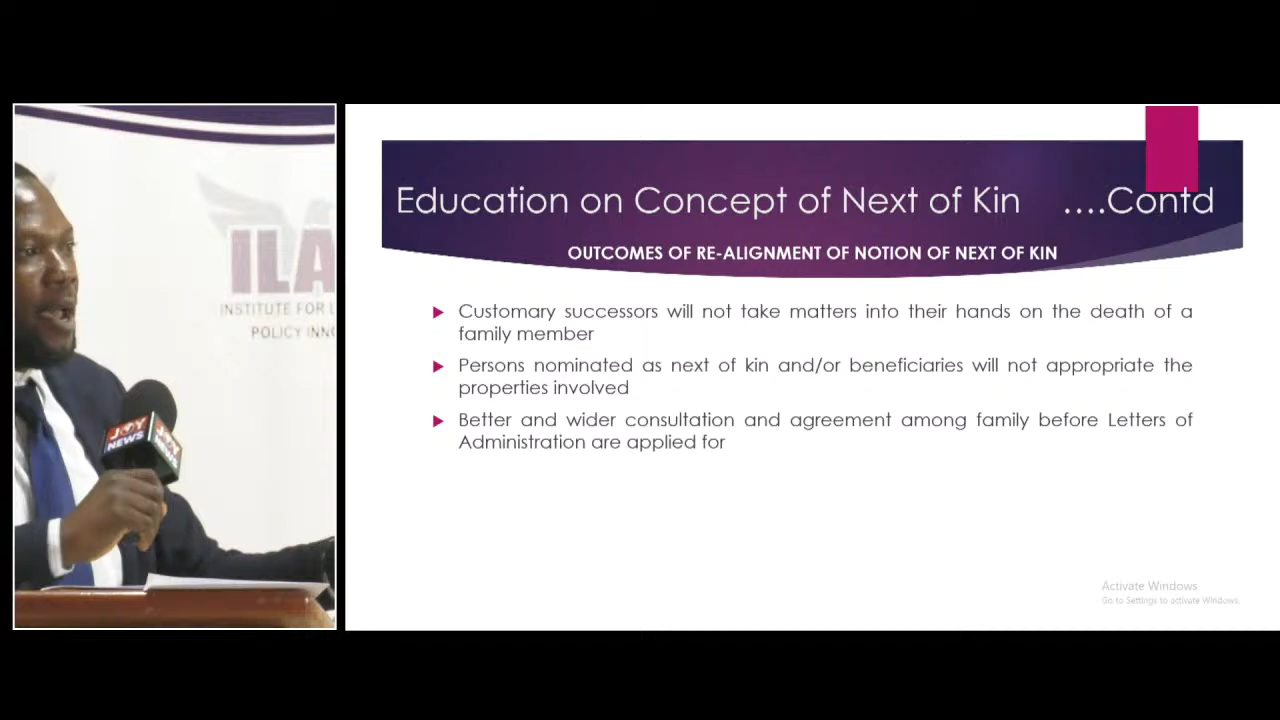 ILA
INSTITUTE FOR L
POLICY INNO
JOY
NEWS
JOY
NEWS
Education on Concept of Next of Kin ....Contd
OUTCOMES OF RE-ALIGNMENT OF NOTION OF NEXT OF KIN
Customary successors will not take matters into their hands on the death of a
family member
Persons nominated as next of kin and/or beneficiaries will not appropriate the
properties involved
Better and wider consultation and agreement among family before Letters of
Administration are applied for
Activate Windows
Go to Settings to activate Windows.